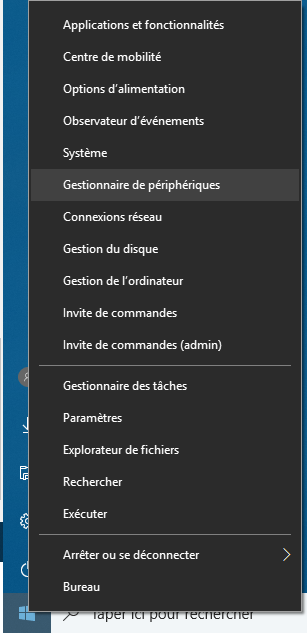 Applications et fonctionnalités
Centre de mobilité
Options d’alimentation
Observateur d’événements
Système
Gestionnaire de périphériques
Connexions réseau
Gestion du disque
Gestion de l’ordinateur
Invite de commandes
Invite de commandes (admin)
Gestionnaire des tâches
Paramètres
Explorateur de fichiers
Rechercher
Exécuter
Arrêter ou se déconnecter
Bureau
Taper ici pour rechercher